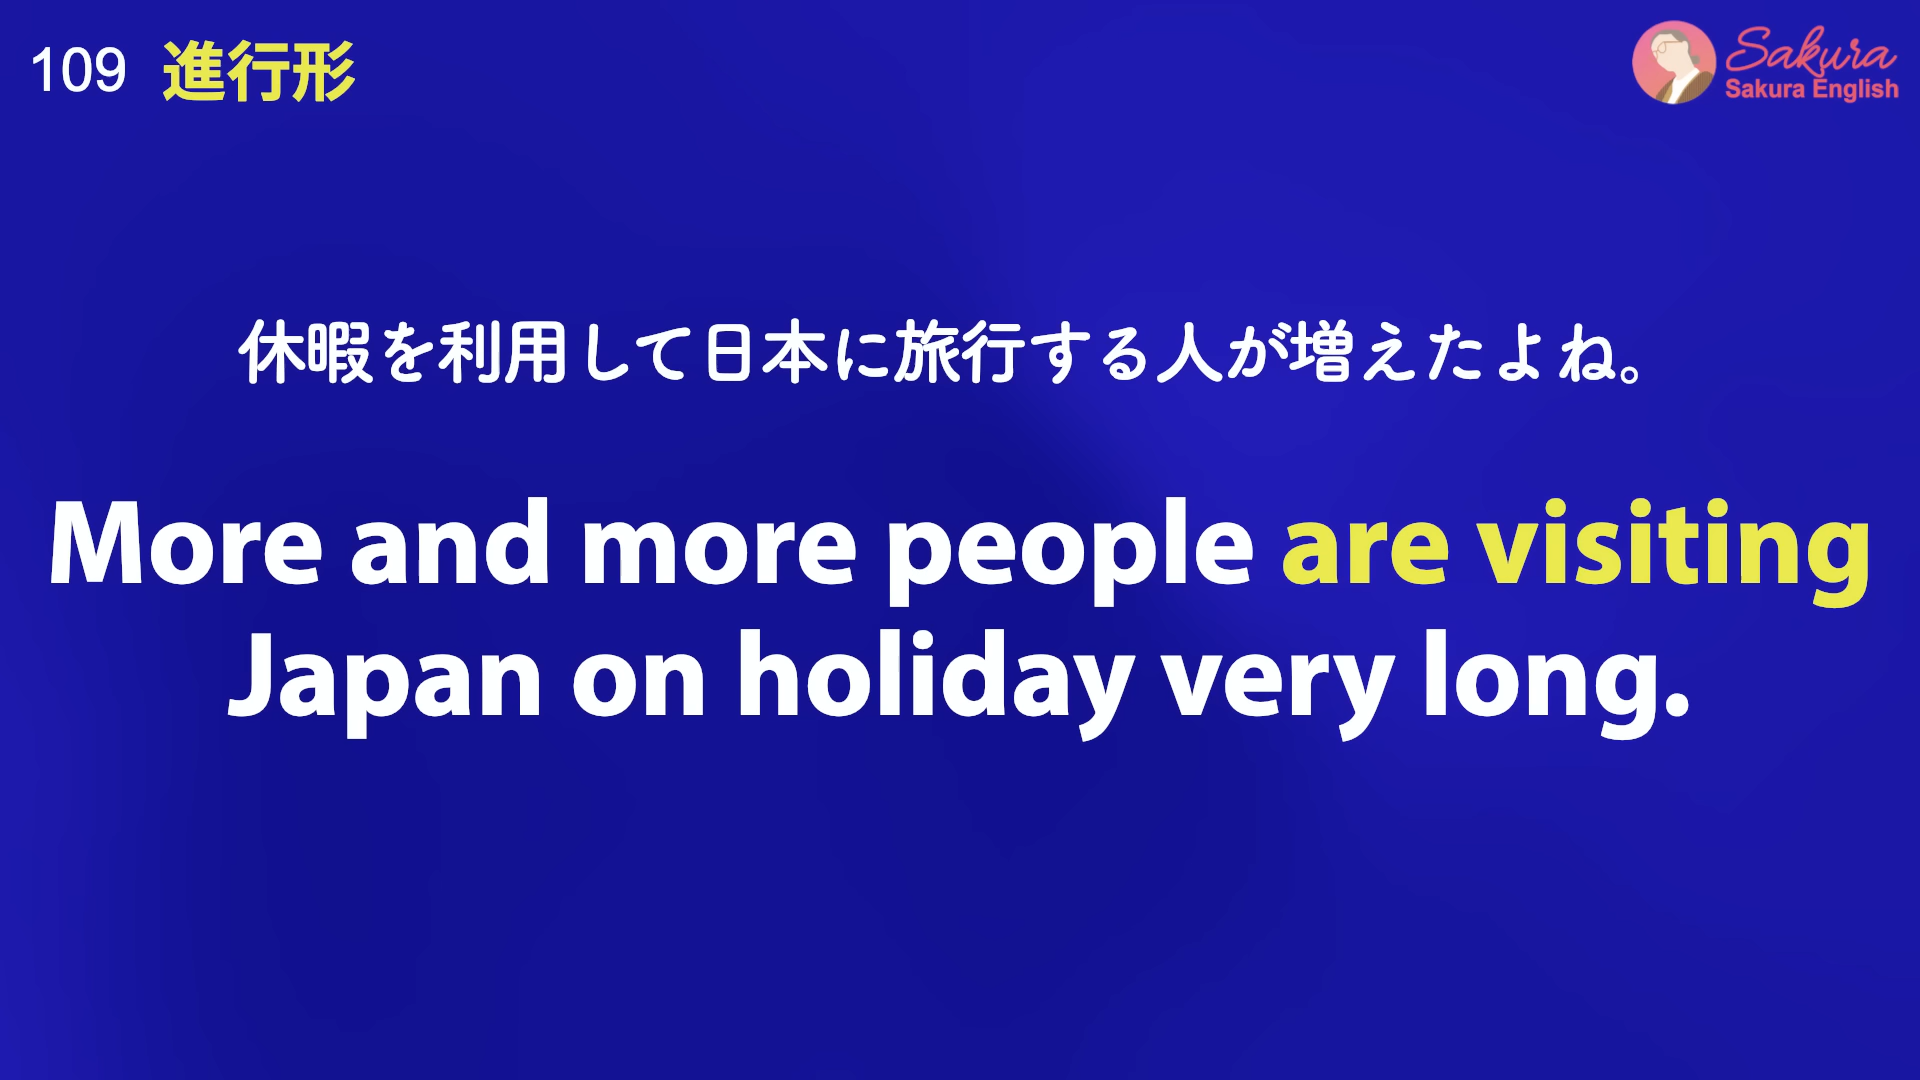 109 進行形
Sakura
Sakura English
休暇を利用して日本に旅行する人が増えたよね。
More and more people are visiting
Japan on holiday very long.